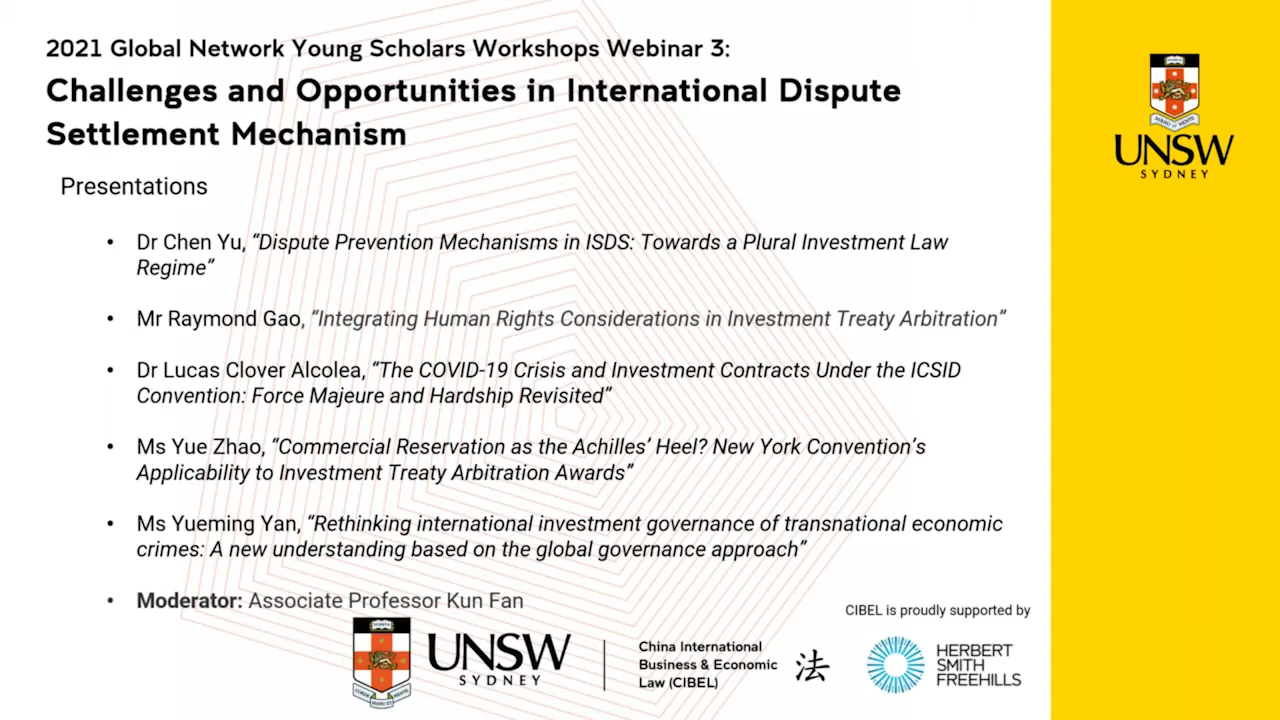 2021 Global Network Young Scholars Workshops Webinar 3:
Challenges and Opportunities in International Dispute
Settlement Mechanism
Presentations
• Dr Chen Yu, “Dispute Prevention Mechanisms in ISDS: Towards a Plural Investment Law
Regime”
• Mr Raymond Gao, “Integrating Human Rights Considerations in Investment Treaty Arbitration”
• Dr Lucas Clover Alcolea, “The COVID-19 Crisis and Investment Contracts Under the ICSID
Convention: Force Majeure and Hardship Revisited”
• Ms Yue Zhao, “Commercial Reservation as the Achilles’ Heel? New York Convention’s
Applicability to Investment Treaty Arbitration Awards”
• Ms Yueming Yan, “Rethinking international investment governance of transnational economic
crimes: A new understanding based on the global governance approach”
• Moderator: Associate Professor Kun Fan
UNSW
SYDNEY
China International
Business & Economic
Law (CIBEL)
法
CIBEL is proudly supported by
HERBERT
SMITH
FREEHILLS
UNSW
SYDNEY